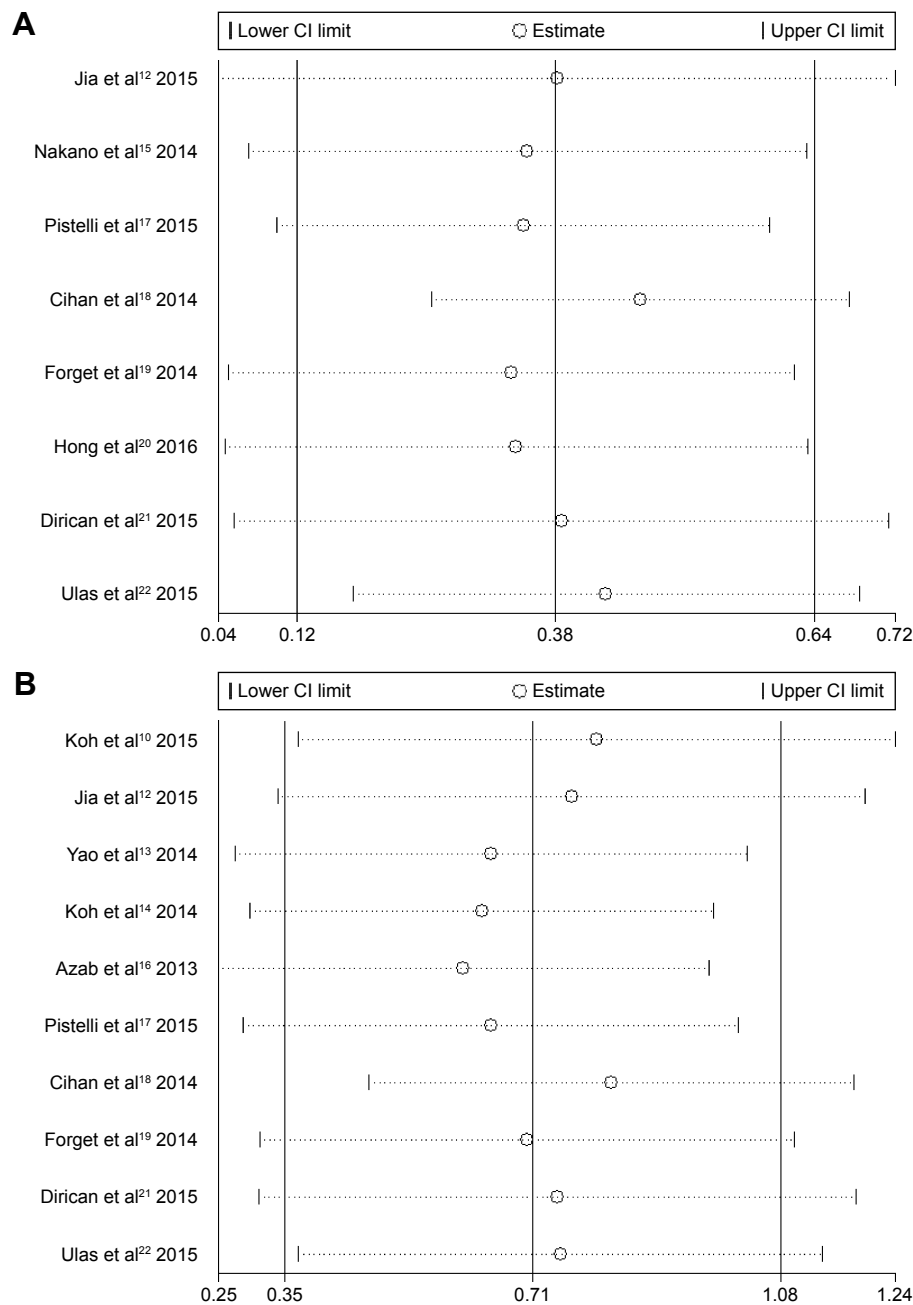 A
Lower CI limit Estimate Upper CI limit
Jia et al¹² 2015
Nakano et al¹⁵ 2014
Pistelli et al¹⁷ 2015
Cihan et al¹⁸ 2014
Forget et al¹⁹ 2014
Hong et al²⁰ 2016
Dirican et al²¹ 2015
Ulas et al²² 2015
0.04 0.12 0.38 0.64 0.72
B
Lower CI limit Estimate Upper CI limit
Koh et al¹⁰ 2015
Jia et al¹² 2015
Yao et al¹³ 2014
Koh et al¹⁴ 2014
Azab et al¹⁶ 2013
Pistelli et al¹⁷ 2015
Cihan et al¹⁸ 2014
Forget et al¹⁹ 2014
Dirican et al²¹ 2015
Ulas et al²² 2015
0.25 0.35 0.71 1.08 1.24